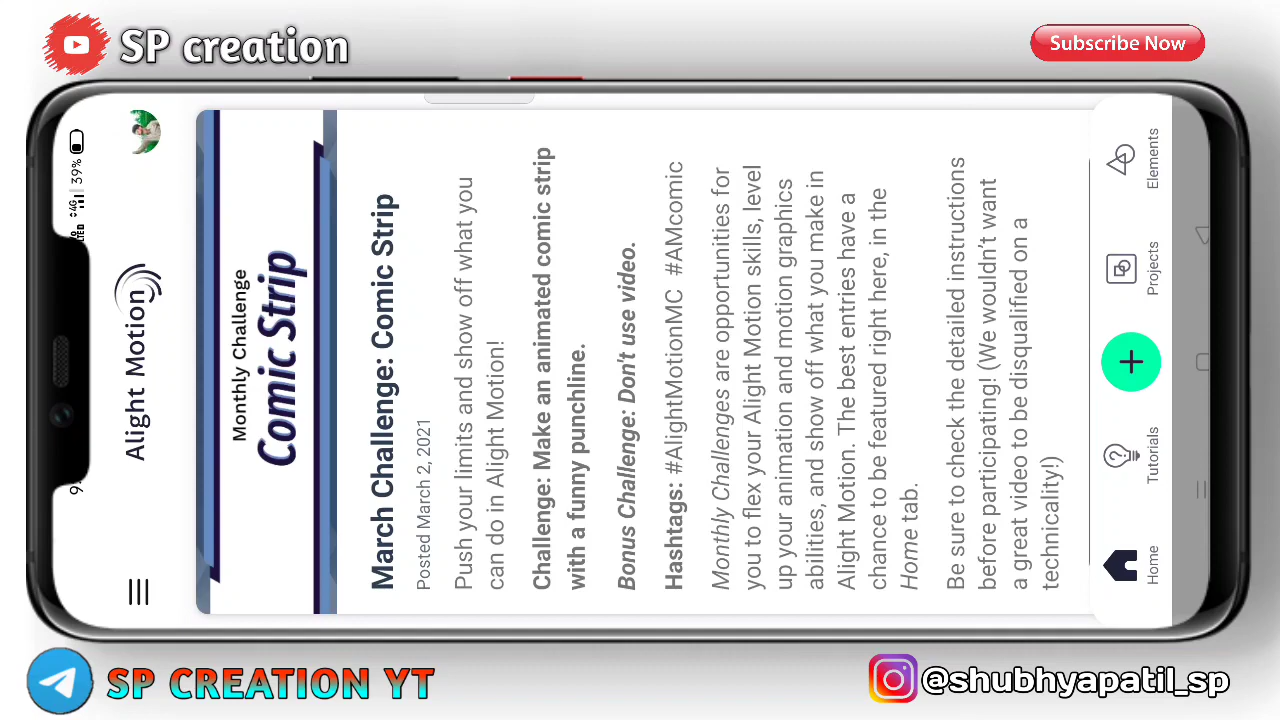 SP creation
Subscribe Now
39%
4G
Alight Motion
Monthly Challenge
Comic Strip
March Challenge: Comic Strip
Posted March 2, 2021
Push your limits and show off what you
can do in Alight Motion!
Challenge: Make an animated comic strip
with a funny punchline.
Bonus Challenge: Don't use video.
Hashtags: #AlightMotionMC #AMcomic
Monthly Challenges are opportunities for
you to flex your Alight Motion skills, level
up your animation and motion graphics
abilities, and show off what you make in
Alight Motion. The best entries have a
chance to be featured right here, in the
Home tab.
Be sure to check the detailed instructions
before participating! (We wouldn't want
a great video to be disqualified on a
technicality!)
Home
Tutorials
Projects
Elements
SP CREATION YT
@shubhyapatil_sp